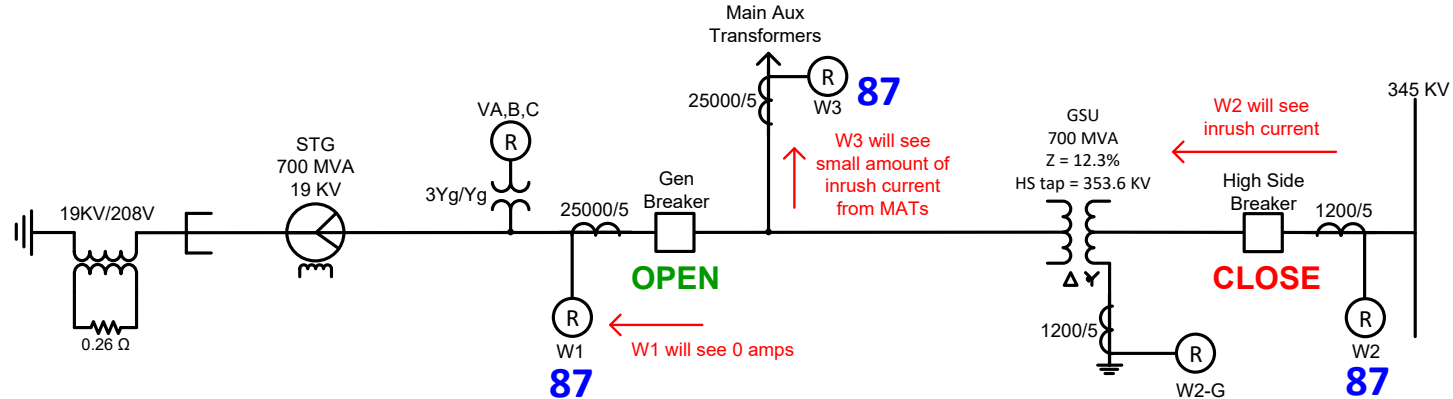 Main Aux
Transformers
25000/5
R
W3
87
W3 will see
small amount of
inrush current
from MATs
VA,B,C
R
3Yg/Yg
STG
700 MVA
19 KV
19KV/208V
0.26 Ω
25000/5
Gen
Breaker
OPEN
R
W1
87
W1 will see 0 amps
GSU
700 MVA
Z = 12.3%
HS tap = 353.6 KV
Δ Y
1200/5
R
W2-G
W2 will see
inrush current
High Side
Breaker
CLOSE
1200/5
345 KV
R
W2
87